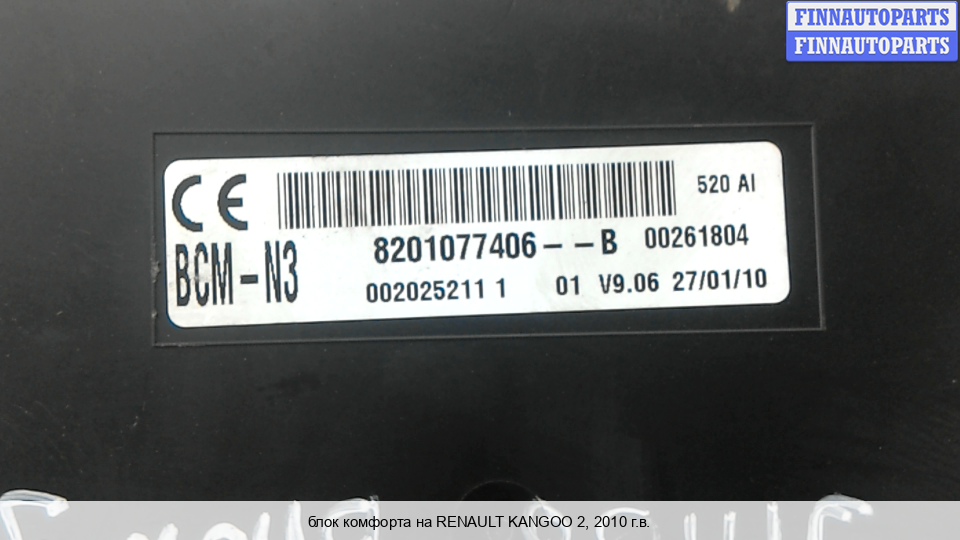 FINNAUTOPARTS
FINNAUTOPARTS
CE
520 AI
BCM-N3
8201077406--B 00261804
002025211 1 01 V9.06 27/01/10
блок комфорта на RENAULT KANGOO 2, 2010 г.в.